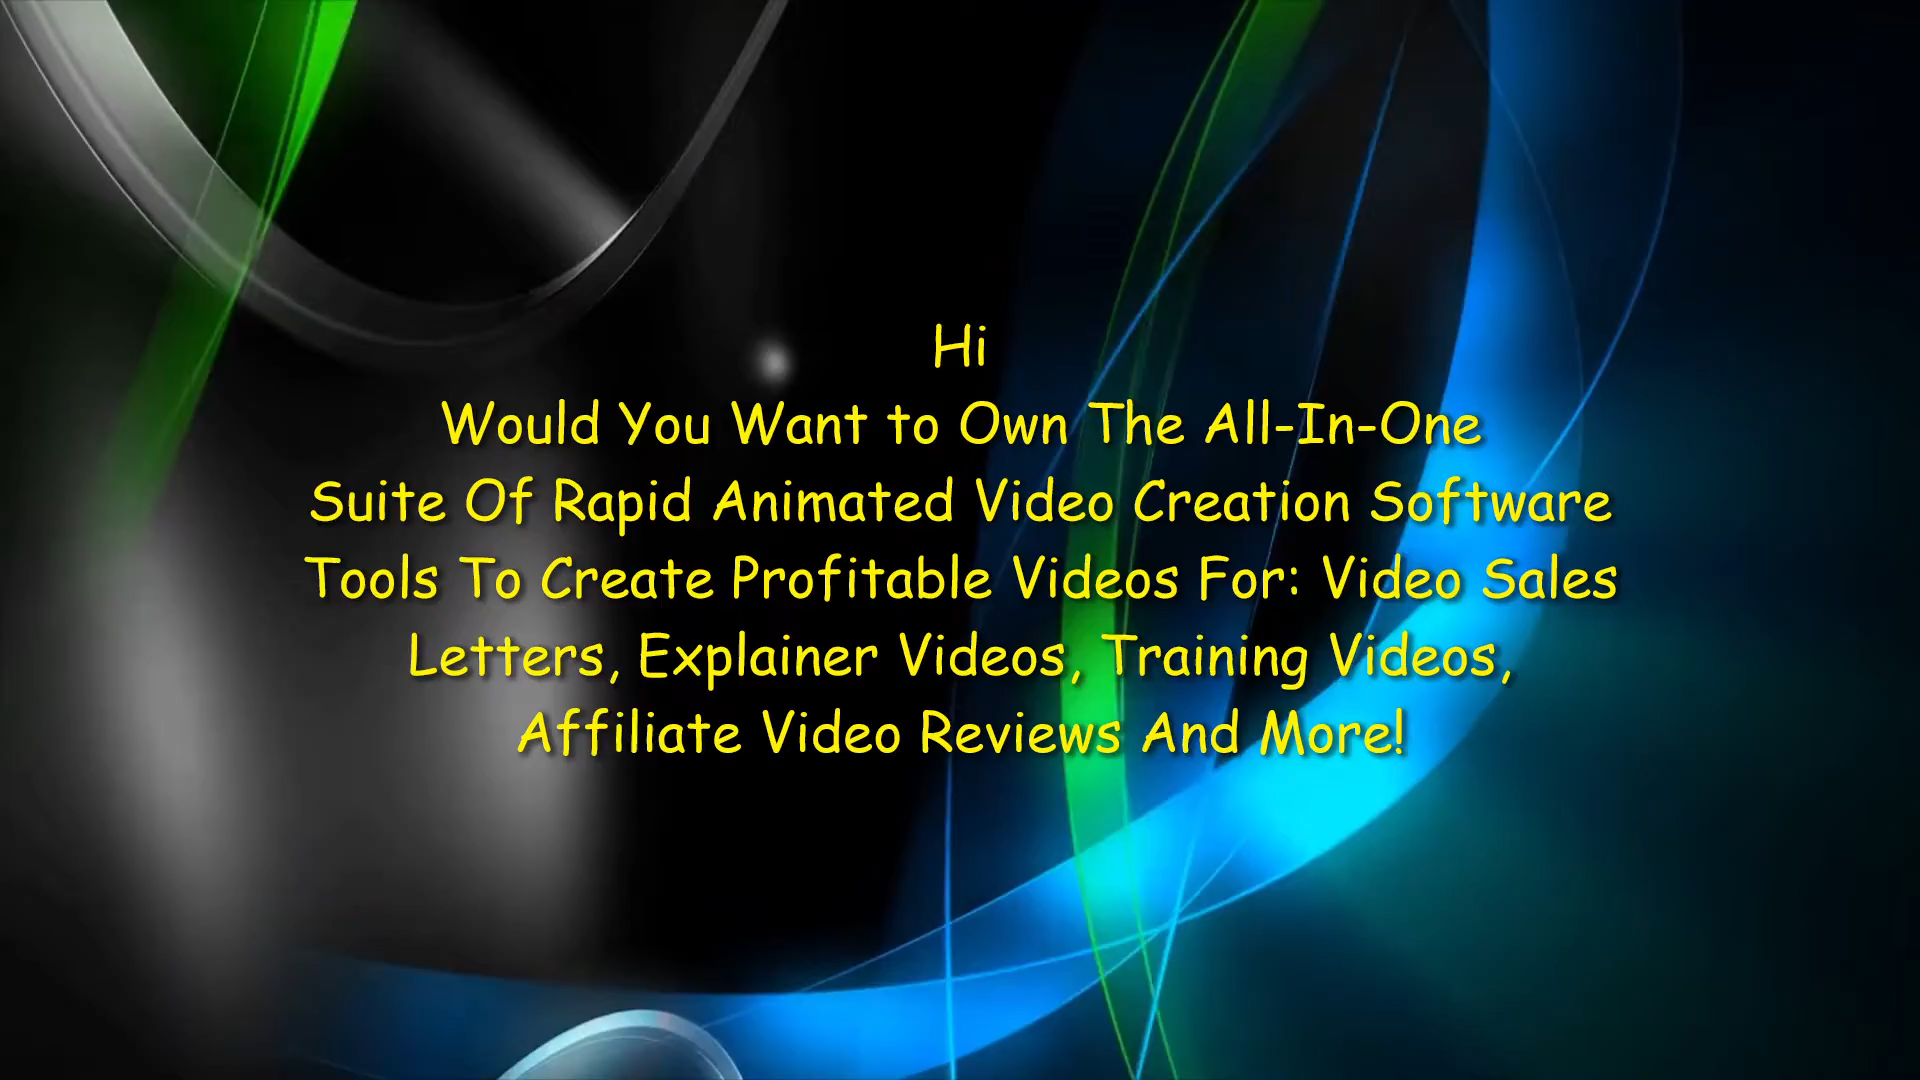 Hi
Would You Want to Own The All-In-One
Suite Of Rapid Animated Video Creation Software
Tools To Create Profitable Videos For: Video Sales
Letters, Explainer Videos, Training Videos,
Affiliate Video Reviews And More!